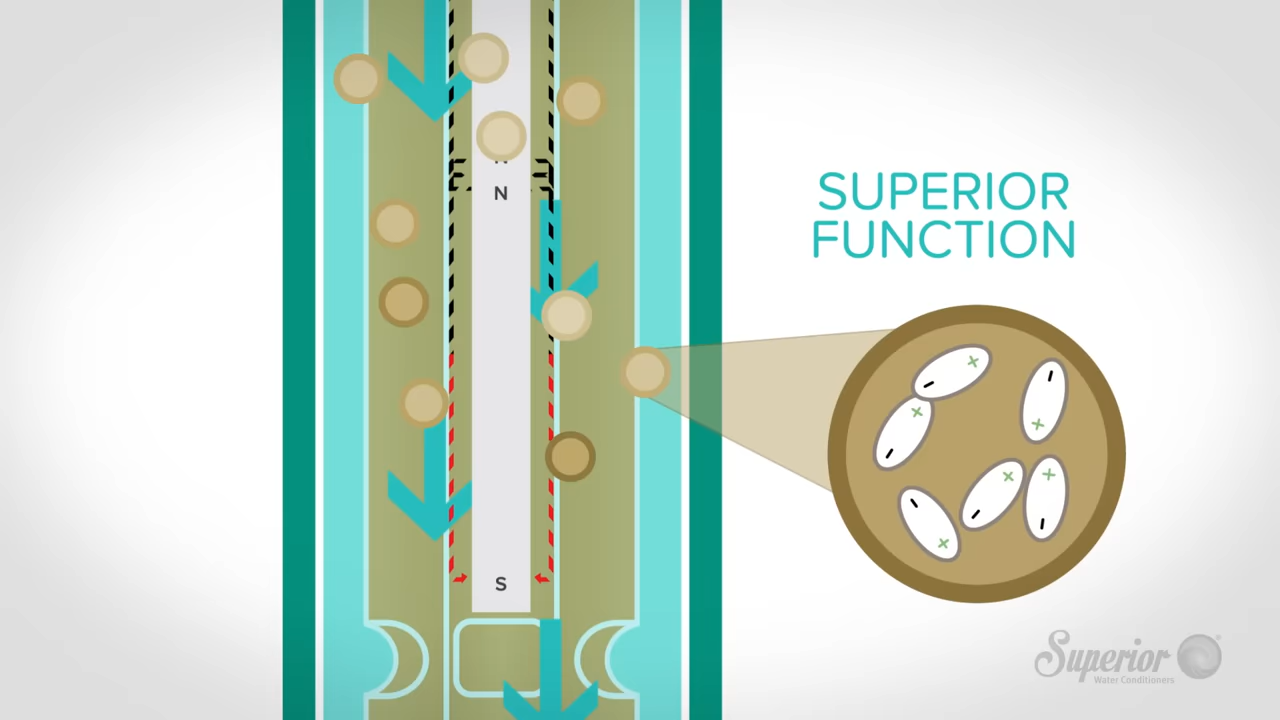 N
SUPERIOR
FUNCTION
S
Superior
Water Conditioners